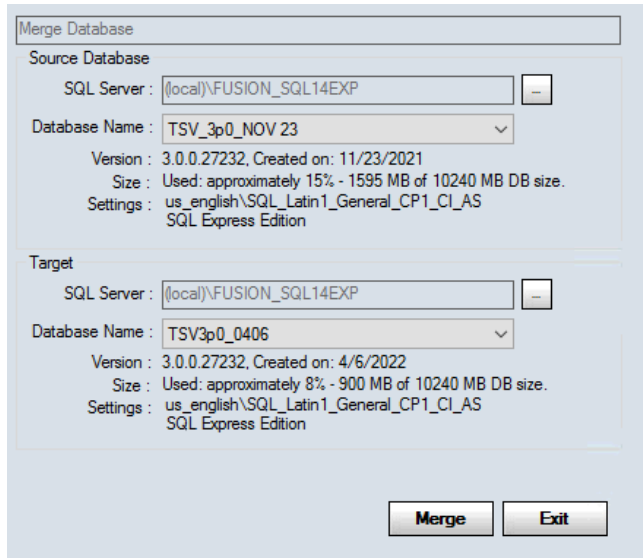 Merge Database
Source Database
SQL Server : (local)\FUSION_SQL14EXP ...
Database Name : TSV_3p0_NOV 23
Version : 3.0.0.27232, Created on: 11/23/2021
Size : Used: approximately 15% - 1595 MB of 10240 MB DB size.
Settings : us_english\SQL_Latin1_General_CP1_CI_AS
SQL Express Edition
Target
SQL Server : (local)\FUSION_SQL14EXP ...
Database Name : TSV3p0_0406
Version : 3.0.0.27232, Created on: 4/6/2022
Size : Used: approximately 8% - 900 MB of 10240 MB DB size.
Settings : us_english\SQL_Latin1_General_CP1_CI_AS
SQL Express Edition
Merge Exit